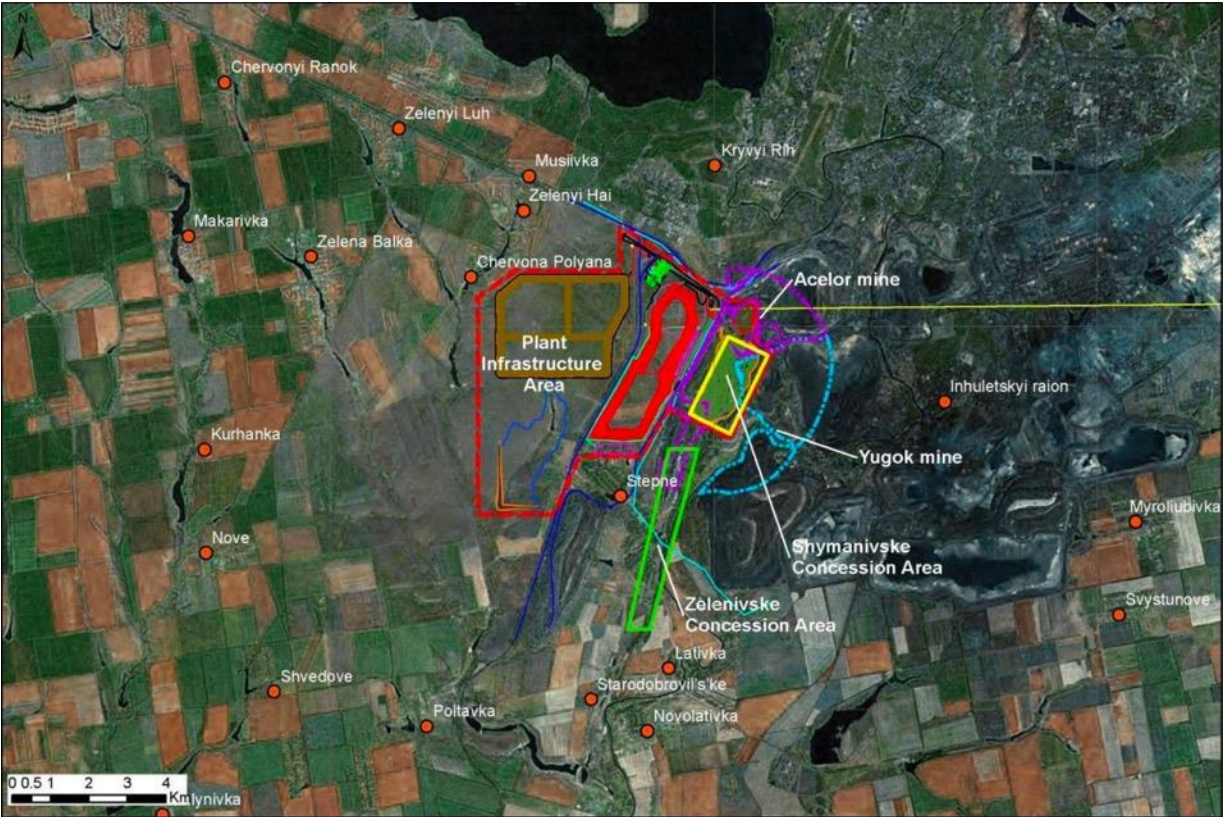 N
Chervonyi Ranok
Zelenyi Luh
Musiivka
Kryvyi Rih
Zelenyi Hai
Makarivka
Zelena Balka
Chervona Polyana
Acelor mine
Plant
Infrastructure
Area
Inhuletskyi raion
Kurhanka
Yugok mine
Stepne
Myroliubivka
Nove
Shymanivske
Concession Area
Zelenivske
Concession Area
Svystunove
Lativka
Shvedove
Starodobrovil's'ke
Poltavka
Novolativka
0 0.5 1 2 3 4
Km
lynivka